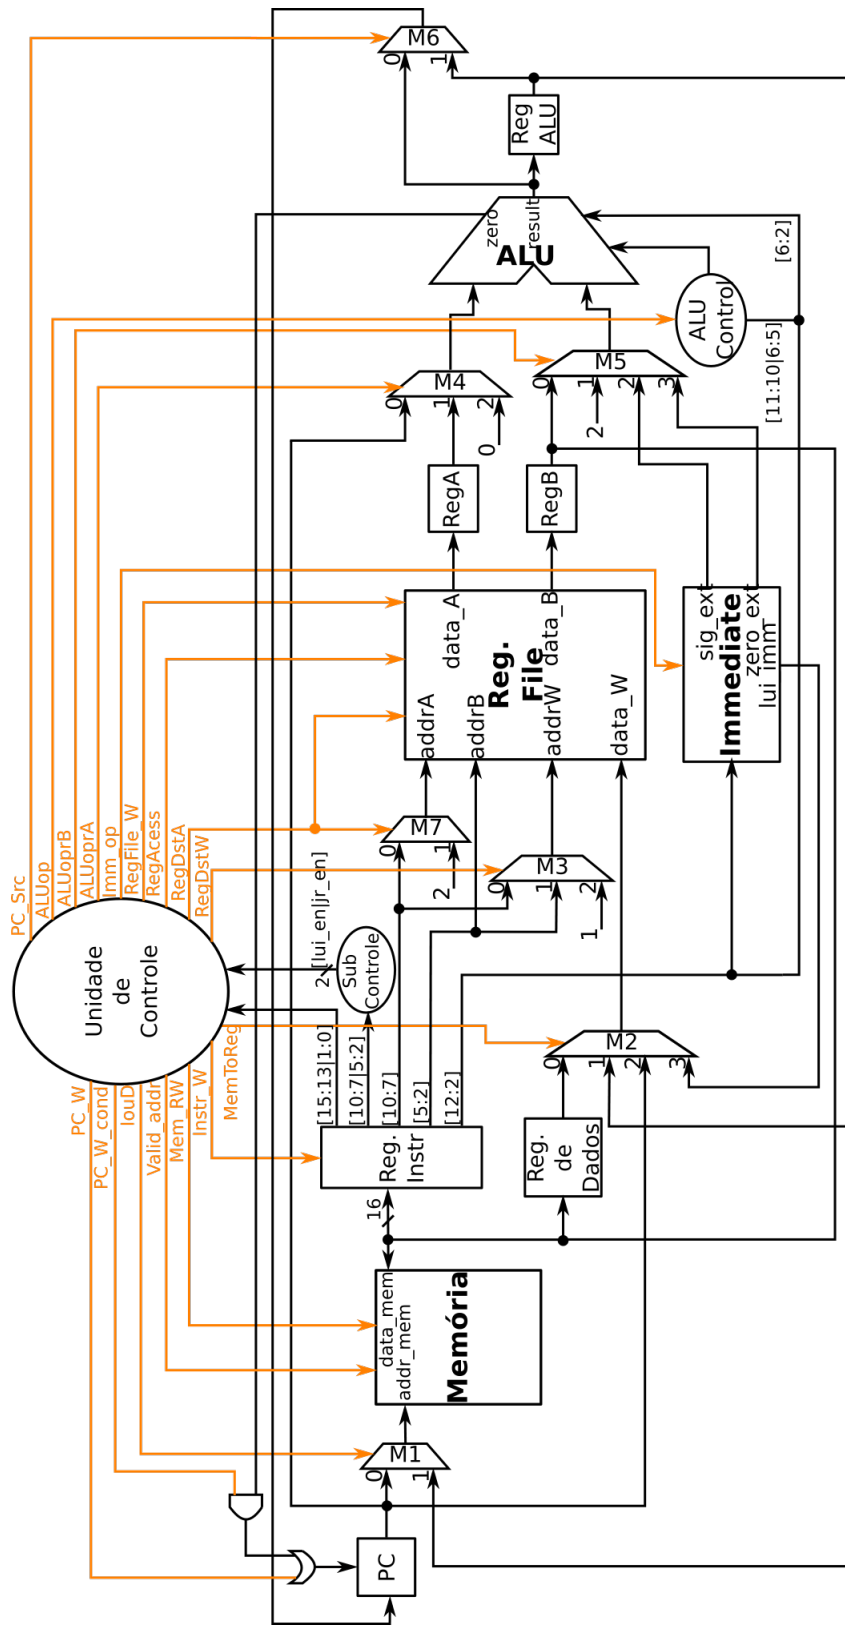 PC_Src
ALUop
ALUoprB
ALUoprA
Imm_op
RegFile_W
RegAcess
RegDstA
RegDstW
Unidade
de
Controle
PC_W
PC_W_cond
IouD
Valid_addr
Mem_RW
Instr_W
MemToReg
2
[lui_en|jr_en]
Sub
Controle
[15:13|1:0]
[10:7|5:2]
[10:7]
[5:2]
[12:2]
PC
M1
0
1
Memória
data_mem
addr_mem
16
Reg.
Instr
Reg.
de
Dados
M2
0
1
2
3
M7
0
1
2
M3
0
1
2
1
Reg.
File
addrA
addrB
addrW
data_W
data_A
data_B
Immediate
sig_ext
zero_ext
lui_imm
RegA
RegB
M4
0
1
2
0
M5
0
1
2
3
2
ALU
Control
[11:10|6:5]
[6:2]
ALU
zero
result
Reg
ALU
M6
0
1